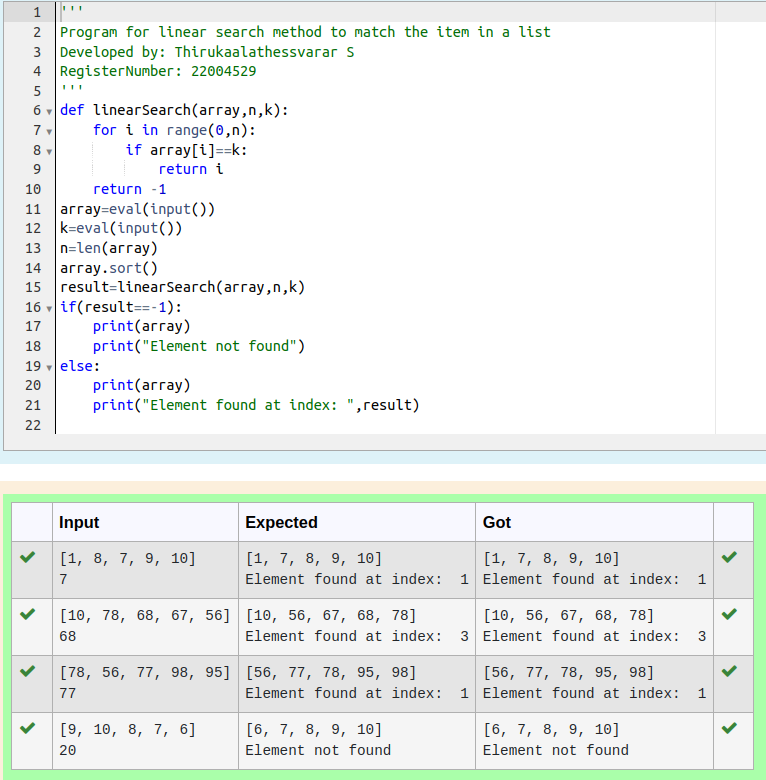 1 '''
2 Program for linear search method to match the item in a list
3 Developed by: Thirukaalathessvarar S
4 RegisterNumber: 22004529
5 '''
6 def linearSearch(array,n,k):
7     for i in range(0,n):
8         if array[i]==k:
9             return i
10     return -1
11 array=eval(input())
12 k=eval(input())
13 n=len(array)
14 array.sort()
15 result=linearSearch(array,n,k)
16 if(result==-1):
17     print(array)
18     print("Element not found")
19 else:
20     print(array)
21     print("Element found at index: ",result)
22
Input Expected Got
[1, 8, 7, 9, 10] [1, 7, 8, 9, 10] [1, 7, 8, 9, 10]
7 Element found at index:  1 Element found at index:  1
[10, 78, 68, 67, 56] [10, 56, 67, 68, 78] [10, 56, 67, 68, 78]
68 Element found at index:  3 Element found at index:  3
[78, 56, 77, 98, 95] [56, 77, 78, 95, 98] [56, 77, 78, 95, 98]
77 Element found at index:  1 Element found at index:  1
[9, 10, 8, 7, 6] [6, 7, 8, 9, 10] [6, 7, 8, 9, 10]
20 Element not found Element not found